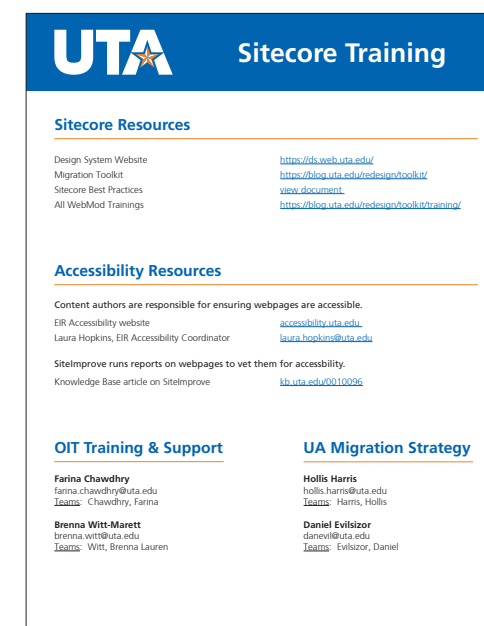 UTA
Sitecore Training
Sitecore Resources
Design System Website https://ds.web.uta.edu/
Migration Toolkit https://blog.uta.edu/redesign/toolkit/
Sitecore Best Practices view document
All WebMod Trainings https://blog.uta.edu/redesign/toolkit/training/
Accessibility Resources
Content authors are responsible for ensuring webpages are accessible.
EIR Accessibility website accessibility.uta.edu
Laura Hopkins, EIR Accessibility Coordinator laura.hopkins@uta.edu
SiteImprove runs reports on webpages to vet them for accessbility.
Knowledge Base article on SiteImprove kb.uta.edu/0010096
OIT Training & Support
Farina Chawdhry
farina.chawdhry@uta.edu
Teams: Chawdhry, Farina
Brenna Witt-Marett
brenna.witt@uta.edu
Teams: Witt, Brenna Lauren
UA Migration Strategy
Hollis Harris
hollis.harris@uta.edu
Teams: Harris, Hollis
Daniel Evilsizor
danevil@uta.edu
Teams: Evilsizor, Daniel